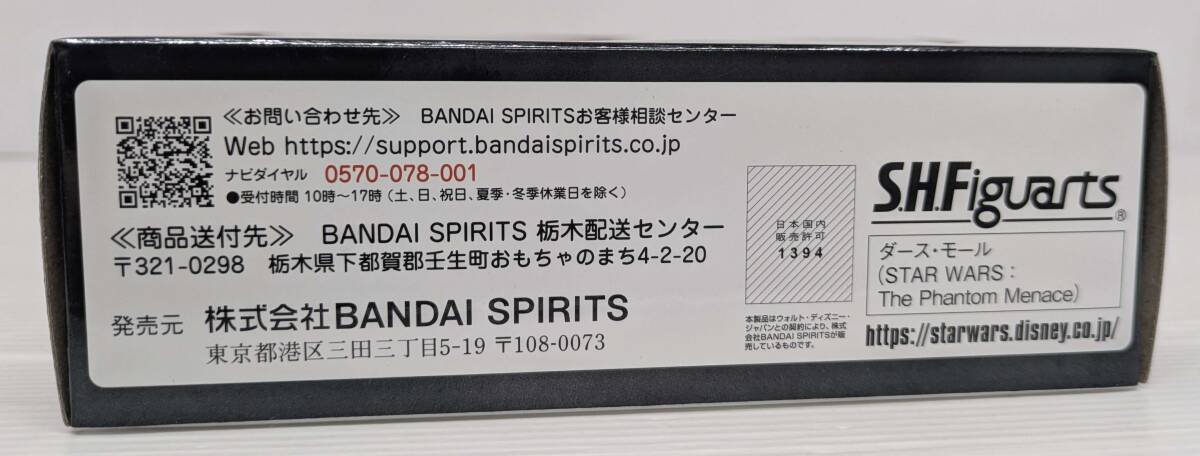 ≪お問い合わせ先≫ BANDAI SPIRITSお客様相談センター
Web https://support.bandaispirits.co.jp
ナビダイヤル 0570-078-001
●受付時間 10時～17時（土、日、祝日、夏季・冬季休業日を除く）
≪商品送付先≫ BANDAI SPIRITS 栃木配送センター
〒321-0298 栃木県下都賀郡壬生町おもちゃのまち4-2-20
発売元 株式会社BANDAI SPIRITS
東京都港区三田三丁目5-19 〒108-0073
日本国内
販売許可
1394
本製品はウォルト・ディズニー・
ジャパンとの契約により、株式
会社BANDAI SPIRITSが販
売しているものです。
S.H.Figuarts®
ダース・モール
(STAR WARS:
The Phantom Menace)
https://starwars.disney.co.jp/